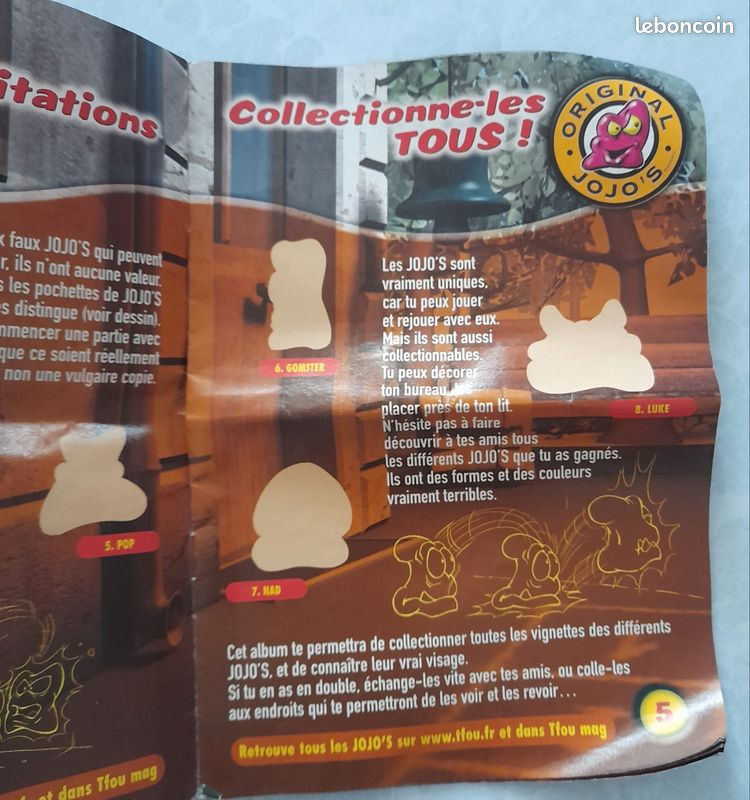 leboncoin
itations
x faux JOJO'S qui peuvent
r, ils n'ont aucune valeur.
s les pochettes de JOJO'S
s distingue (voir dessin).
mmencer une partie avec
que ce soient réellement
non une vulgaire copie.
5. POP
et dans Tfou mag
Collectionne-les
TOUS !
ORIGINAL
JOJO'S
Les JOJO'S sont
vraiment uniques,
car tu peux jouer
et rejouer avec eux.
Mais ils sont aussi
collectionnables.
Tu peux décorer
ton bureau, les
placer près de ton lit.
N'hésite pas à faire
découvrir à tes amis tous
les différents JOJO'S que tu as gagnés.
Ils ont des formes et des couleurs
vraiment terribles.
6. GOMSTER
8. LUKE
7. NAD
Cet album te permettra de collectionner toutes les vignettes des différents
JOJO'S, et de connaître leur vrai visage.
Si tu en as en double, échange-les vite avec tes amis, ou colle-les
aux endroits qui te permettront de les voir et les revoir...
5
Retrouve tous les JOJO'S sur www.tfou.fr et dans Tfou mag